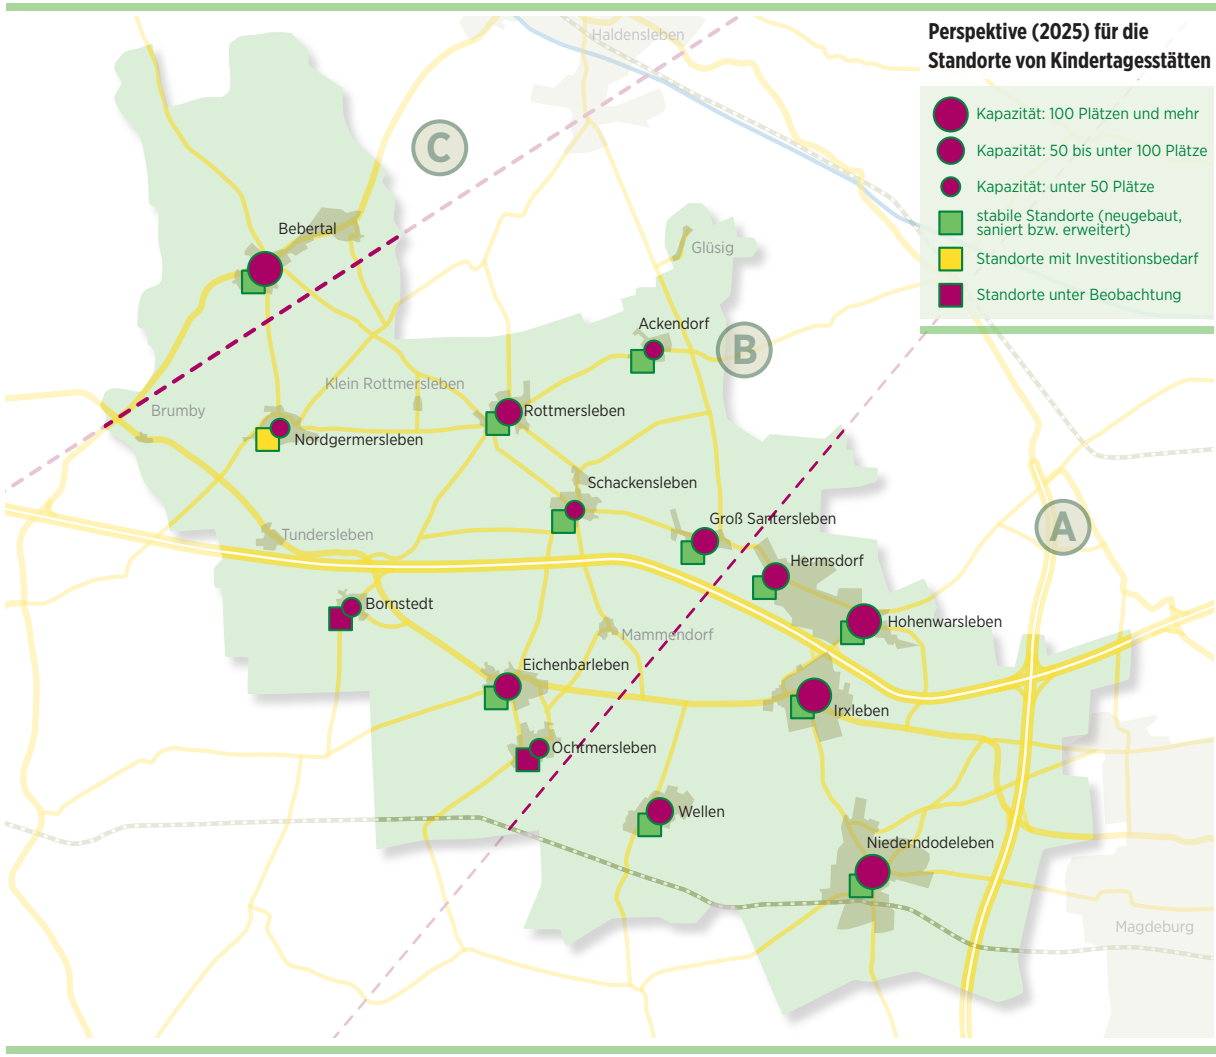 Perspektive (2025) für die
Standorte von Kindertagesstätten
Kapazität: 100 Plätzen und mehr
Kapazität: 50 bis unter 100 Plätze
Kapazität: unter 50 Plätze
stabile Standorte (neugebaut,
saniert bzw. erweitert)
Standorte mit Investitionsbedarf
Standorte unter Beobachtung
Haldensleben
C
Bebertal
Glüsig
Ackendorf
B
Klein Rottmersleben
Brumby
Rottmersleben
Nordgermersleben
Schackensleben
Groß Santersleben
A
Tundersleben
Hermsdorf
Bornstedt
Hohenwarsleben
Mammendorf
Eichenbarleben
Irxleben
Ochtmersleben
Wellen
Niederndodeleben
Magdeburg